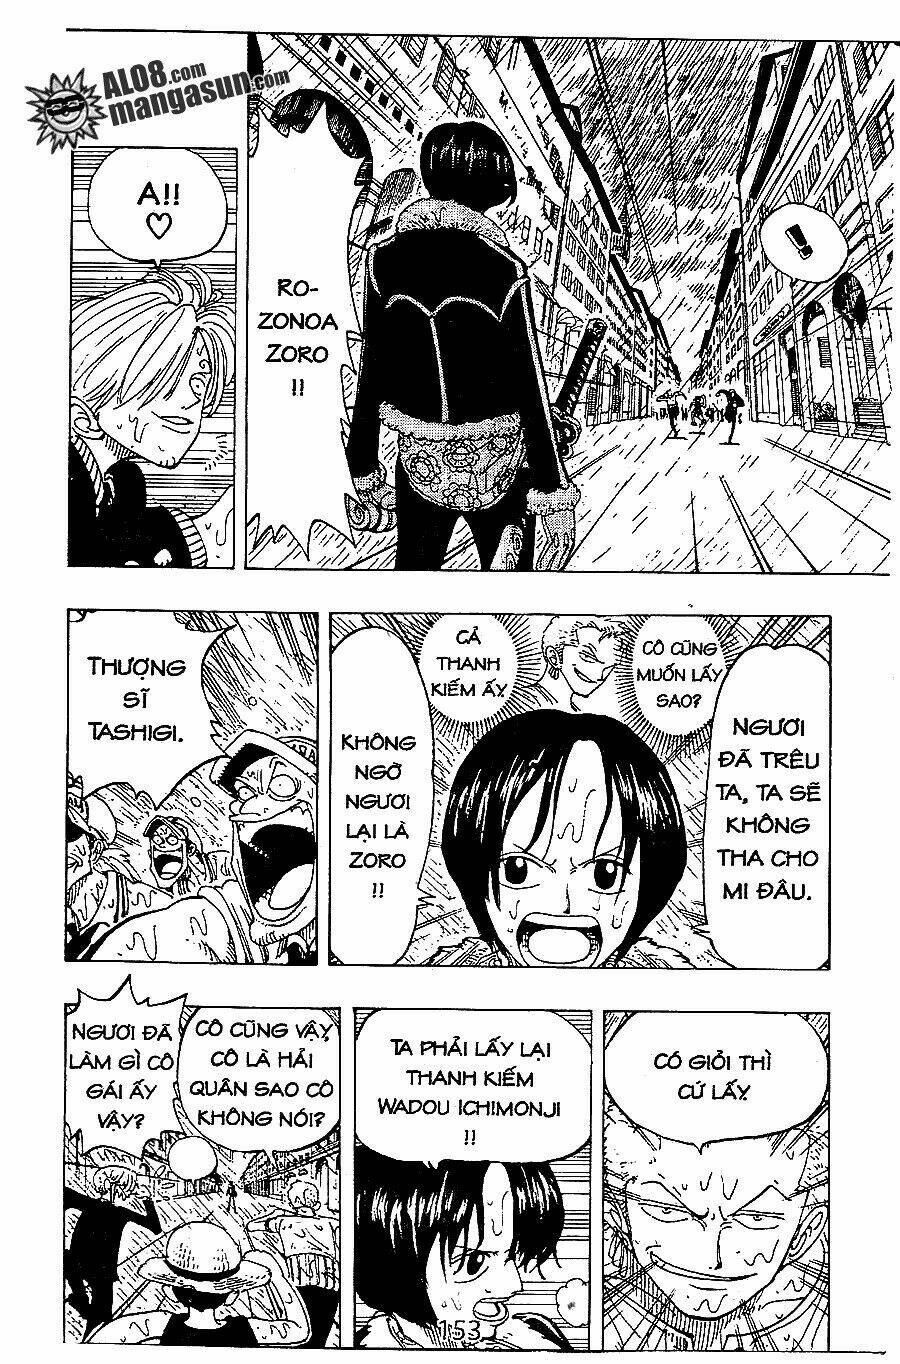 AL08.com
mangasun.com
!
RO-
ZONOA
ZORO
!!
A!!
♡
CÔ CŨNG
MUỐN LẤY
SAO?
CẢ
THANH
KIẾM ẤY.
NGƯƠI
ĐÃ TRÊU
TA, TA SẼ
KHÔNG
THA CHO
MI ĐÂU.
KHÔNG
NGỜ
NGƯƠI
LẠI LÀ
ZORO
!!
THƯỢNG
SĨ
TASHIGI.
CÓ GIỎI THÌ
CỨ LẤY.
TA PHẢI LẤY LẠI
THANH KIẾM
WADOU ICHIMONJI
!!
CÔ CŨNG VẬY,
CÔ LÀ HẢI
QUÂN SAO CÔ
KHÔNG NÓI?
NGƯƠI ĐÃ
LÀM GÌ CÔ
GÁI ẤY
VẬY?
153